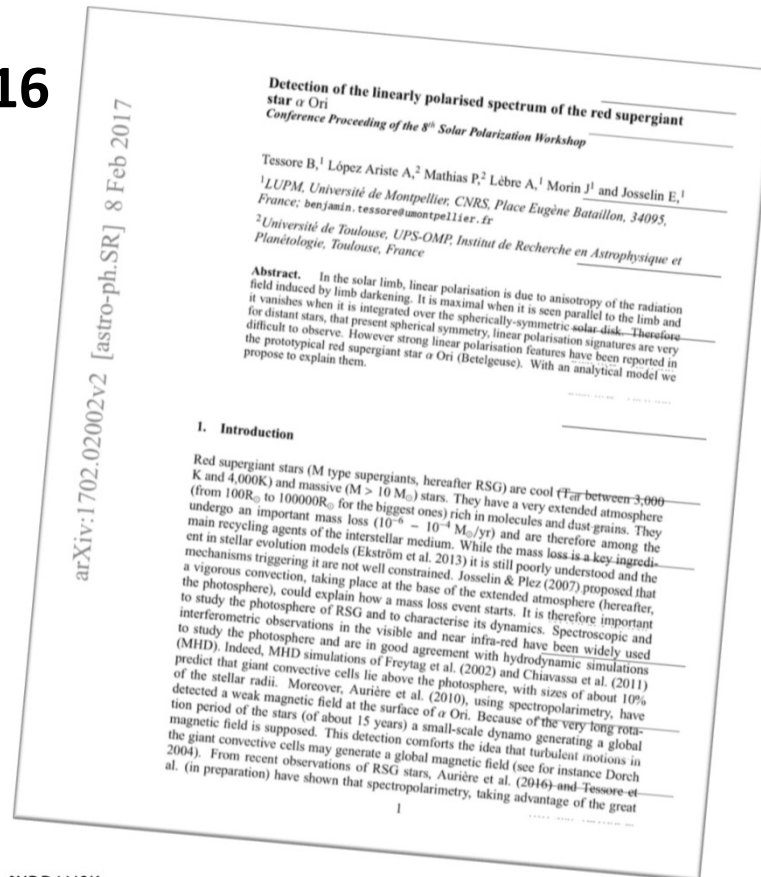 16
arXiv:1702.02002v2 [astro-ph.SR] 8 Feb 2017
Detection of the linearly polarised spectrum of the red supergiant
star α Ori
Conference Proceeding of the 8th Solar Polarization Workshop
Tessore B,1 López Ariste A,2 Mathias P,2 Lèbre A,1 Morin J1 and Josselin E,1
1LUPM, Université de Montpellier, CNRS, Place Eugène Bataillon, 34095,
France; benjamin.tessore@umontpellier.fr
2Université de Toulouse, UPS-OMP, Institut de Recherche en Astrophysique et
Planétologie, Toulouse, France
Abstract. In the solar limb, linear polarisation is due to anisotropy of the radiation
field induced by limb darkening. It is maximal when it is seen parallel to the limb and
it vanishes when it is integrated over the spherically-symmetric solar disk. Therefore
for distant stars, that present spherical symmetry, linear polarisation signatures are very
difficult to observe. However strong linear polarisation features have been reported in
the prototypical red supergiant star α Ori (Betelgeuse). With an analytical model we
propose to explain them.
1. Introduction
Red supergiant stars (M type supergiants, hereafter RSG) are cool (Teff between 3,000
K and 4,000K) and massive (M > 10 M⊙) stars. They have a very extended atmosphere
(from 100R⊙ to 100000R⊙ for the biggest ones) rich in molecules and dust grains. They
undergo an important mass loss (10−6 − 10−4 M⊙/yr) and are therefore among the
main recycling agents of the interstellar medium. While the mass loss is a key ingredi-
ent in stellar evolution models (Ekström et al. 2013) it is still poorly understood and the
mechanisms triggering it are not well constrained. Josselin & Plez (2007) proposed that
a vigorous convection, taking place at the base of the extended atmosphere (hereafter,
the photosphere), could explain how a mass loss event starts. It is therefore important
to study the photosphere of RSG and to characterise its dynamics. Spectroscopic and
interferometric observations in the visible and near infra-red have been widely used
to study the photosphere and are in good agreement with hydrodynamic simulations
(MHD). Indeed, MHD simulations of Freytag et al. (2002) and Chiavassa et al. (2011)
predict that giant convective cells lie above the photosphere, with sizes of about 10%
of the stellar radii. Moreover, Aurière et al. (2010), using spectropolarimetry, have
detected a weak magnetic field at the surface of α Ori. Because of the very long rota-
tion period of the stars (of about 15 years) a small-scale dynamo generating a global
magnetic field is supposed. This detection comforts the idea that turbulent motions in
the giant convective cells may generate a global magnetic field (see for instance Dorch
2004). From recent observations of RSG stars, Aurière et al. (2016) and Tessore et
al. (in preparation) have shown that spectropolarimetry, taking advantage of the great
1